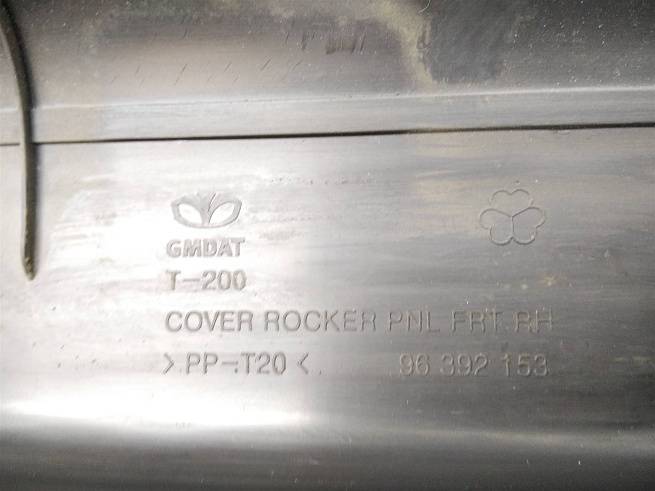 GMDAT
T-200
COVER ROCKER PNL FRT RH
>PP-T20< 96 392 153